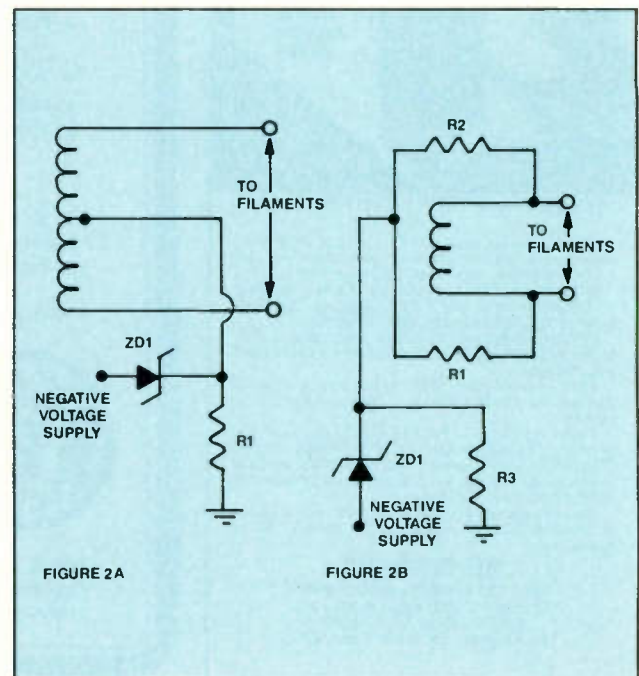 TO
FILAMENTS
ZD1
NEGATIVE
VOLTAGE
SUPPLY
R1
FIGURE 2A
R2
TO
FILAMENTS
R1
ZD1
R3
NEGATIVE
VOLTAGE
SUPPLY
FIGURE 2B